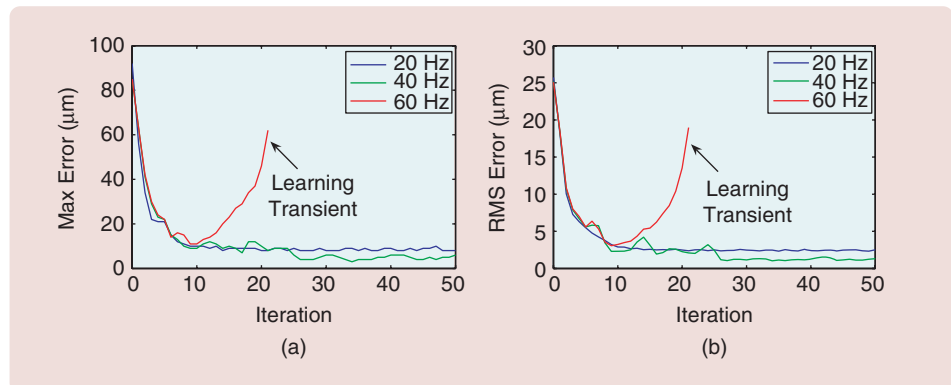 100
80
60
40
20
0
Max Error (μm)
20 Hz
40 Hz
60 Hz
Learning
Transient
0 10 20 30 40 50
Iteration
(a)
30
25
20
15
10
5
0
RMS Error (μm)
20 Hz
40 Hz
60 Hz
Learning
Transient
0 10 20 30 40 50
Iteration
(b)